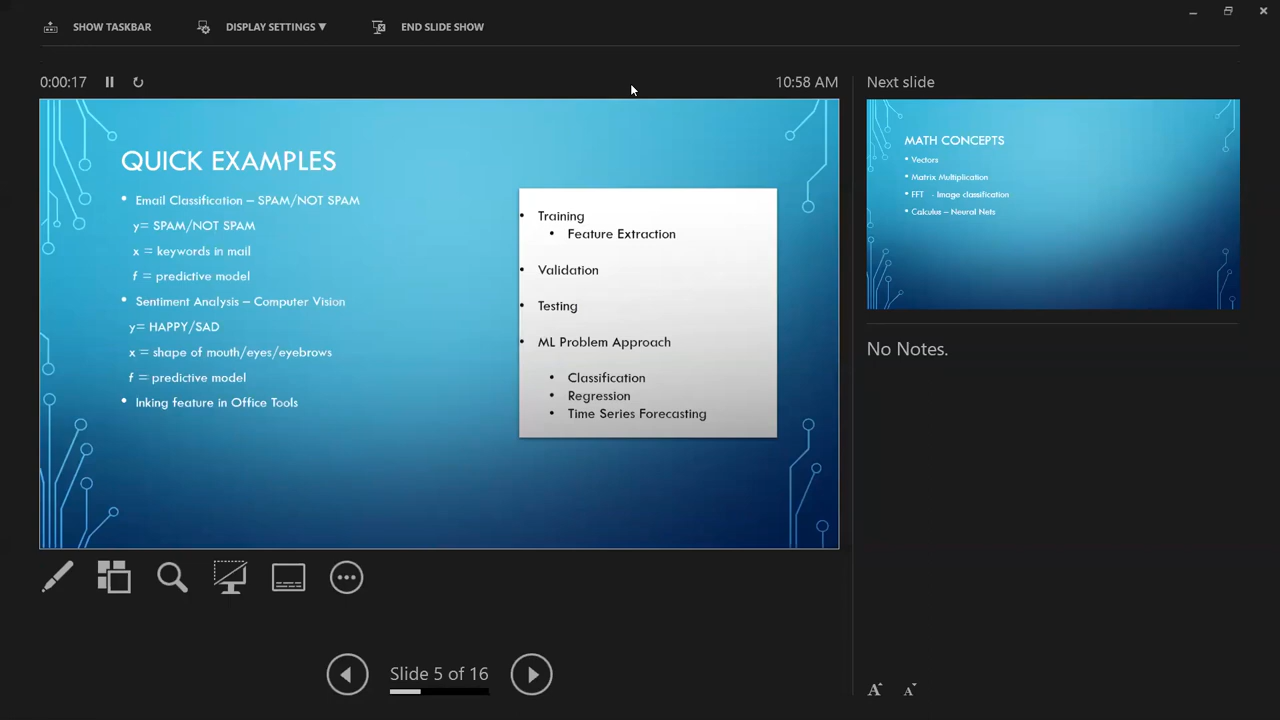 SHOW TASKBAR
DISPLAY SETTINGS ▼
END SLIDE SHOW
0:00:17
10:58 AM
QUICK EXAMPLES
• Email Classification – SPAM/NOT SPAM
y= SPAM/NOT SPAM
x = keywords in mail
f = predictive model
• Sentiment Analysis – Computer Vision
y= HAPPY/SAD
x = shape of mouth/eyes/eyebrows
f = predictive model
• Inking feature in Office Tools
• Training
• Feature Extraction
• Validation
• Testing
• ML Problem Approach
• Classification
• Regression
• Time Series Forecasting
Next slide
MATH CONCEPTS
• Vectors
• Matrix Multiplication
• FFT - Image classification
• Calculus – Neural Nets
No Notes.
Slide 5 of 16
A A